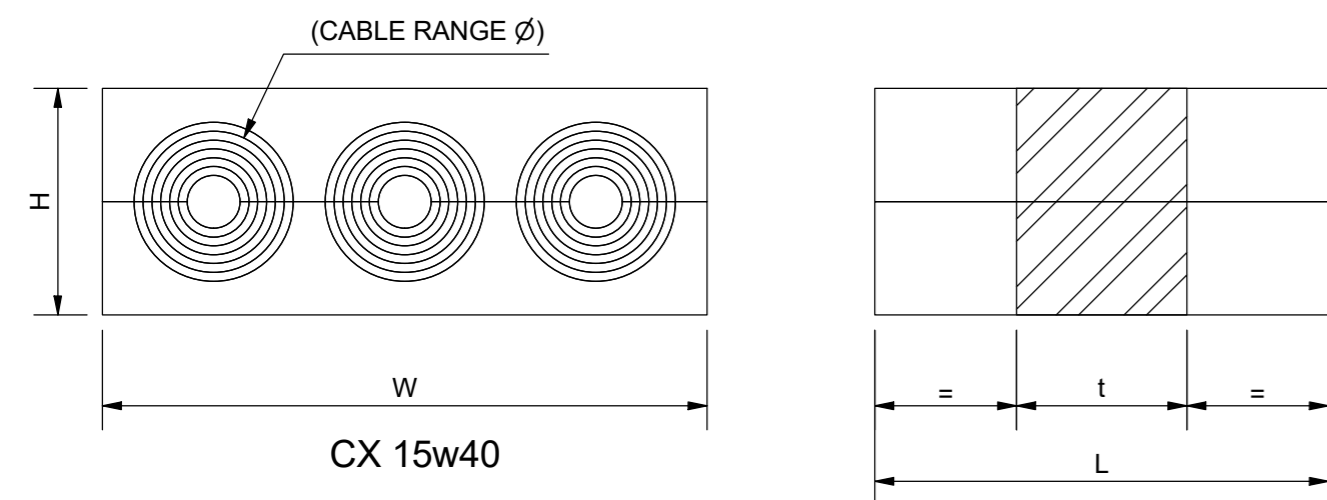 (CABLE RANGE Ø)
H
W
= t =
CX 15w40
L